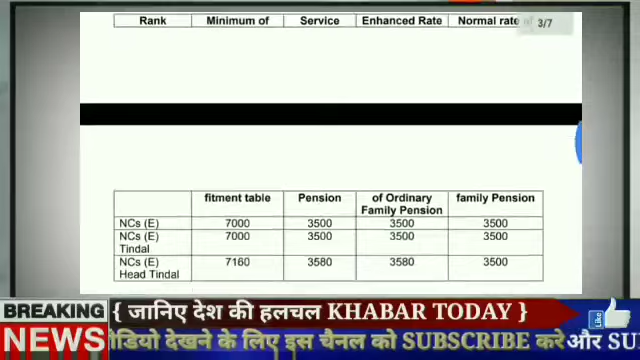 Rank Minimum of Service Enhanced Rate Normal rate
3/7
fitment table Pension of Ordinary Family Pension family Pension
NCs (E) 7000 3500 3500 3500
NCs (E) Tindal 7000 3500 3500 3500
NCs (E) Head Tindal 7160 3580 3580 3500
BREAKING { जानिए देश की हलचल KHABAR TODAY }
Like
NEWS देखने के लिए इस चैनल को SUBSCRIBE करे और SU